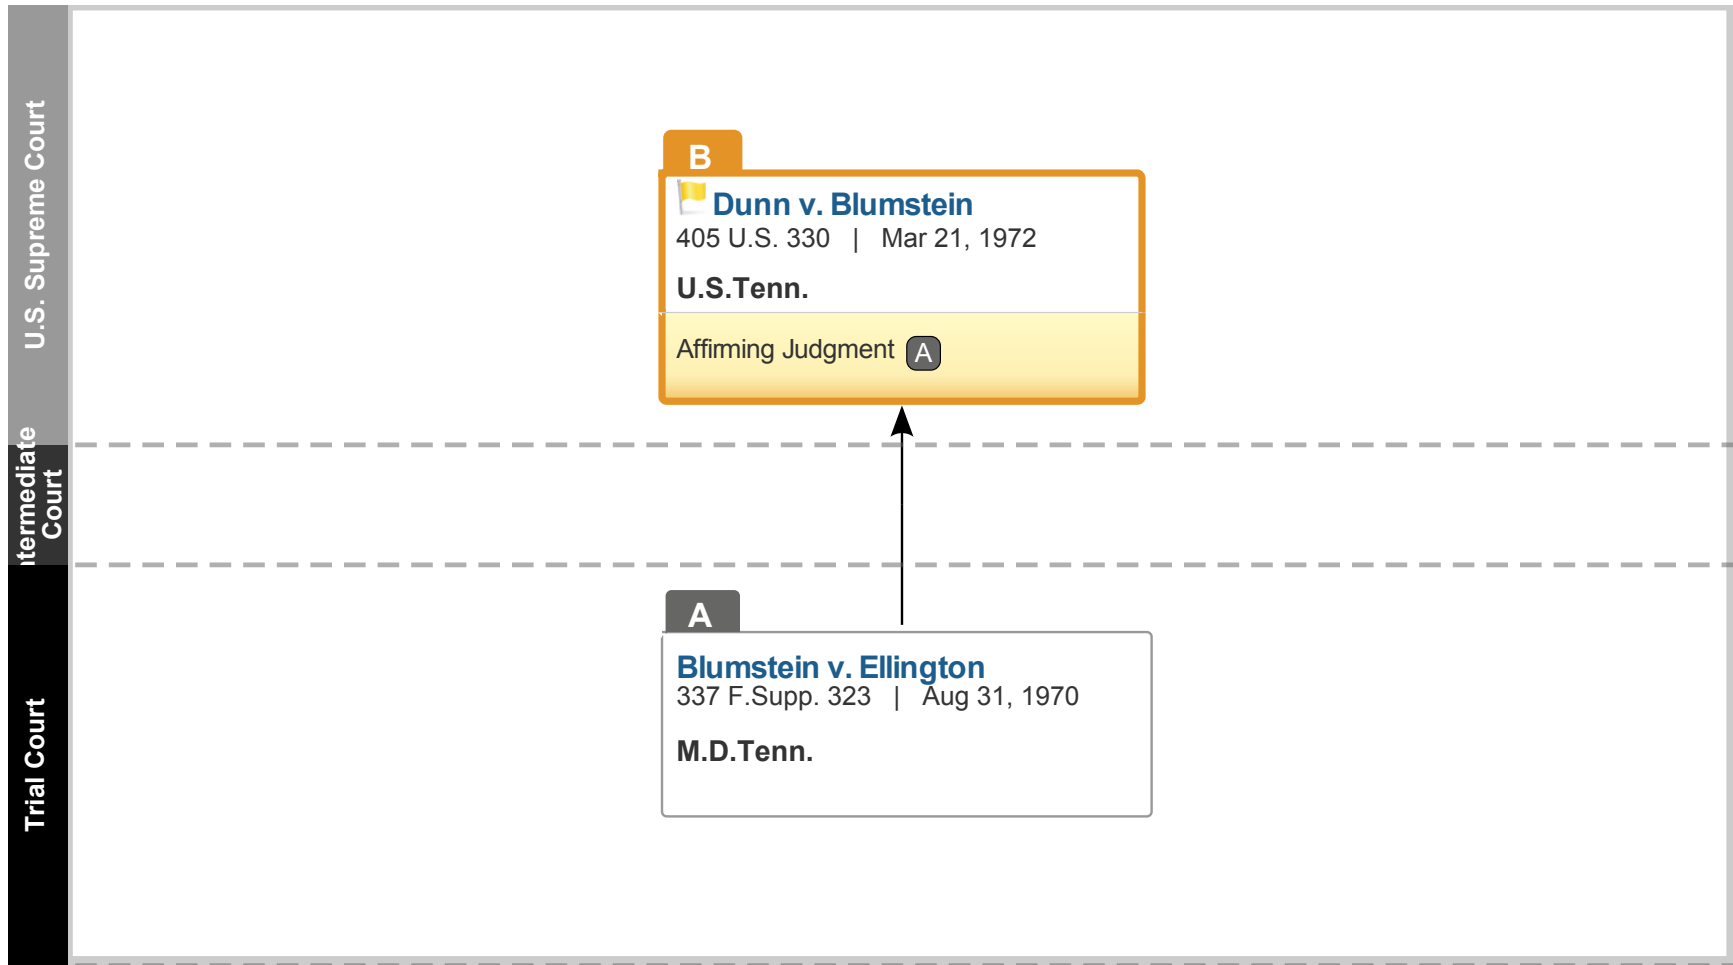 U.S. Supreme Court
B
Dunn v. Blumstein
405 U.S. 330 | Mar 21, 1972
U.S.Tenn.
Affirming Judgment A
ntermediate
Court
Trial Court
A
Blumstein v. Ellington
337 F.Supp. 323 | Aug 31, 1970
M.D.Tenn.